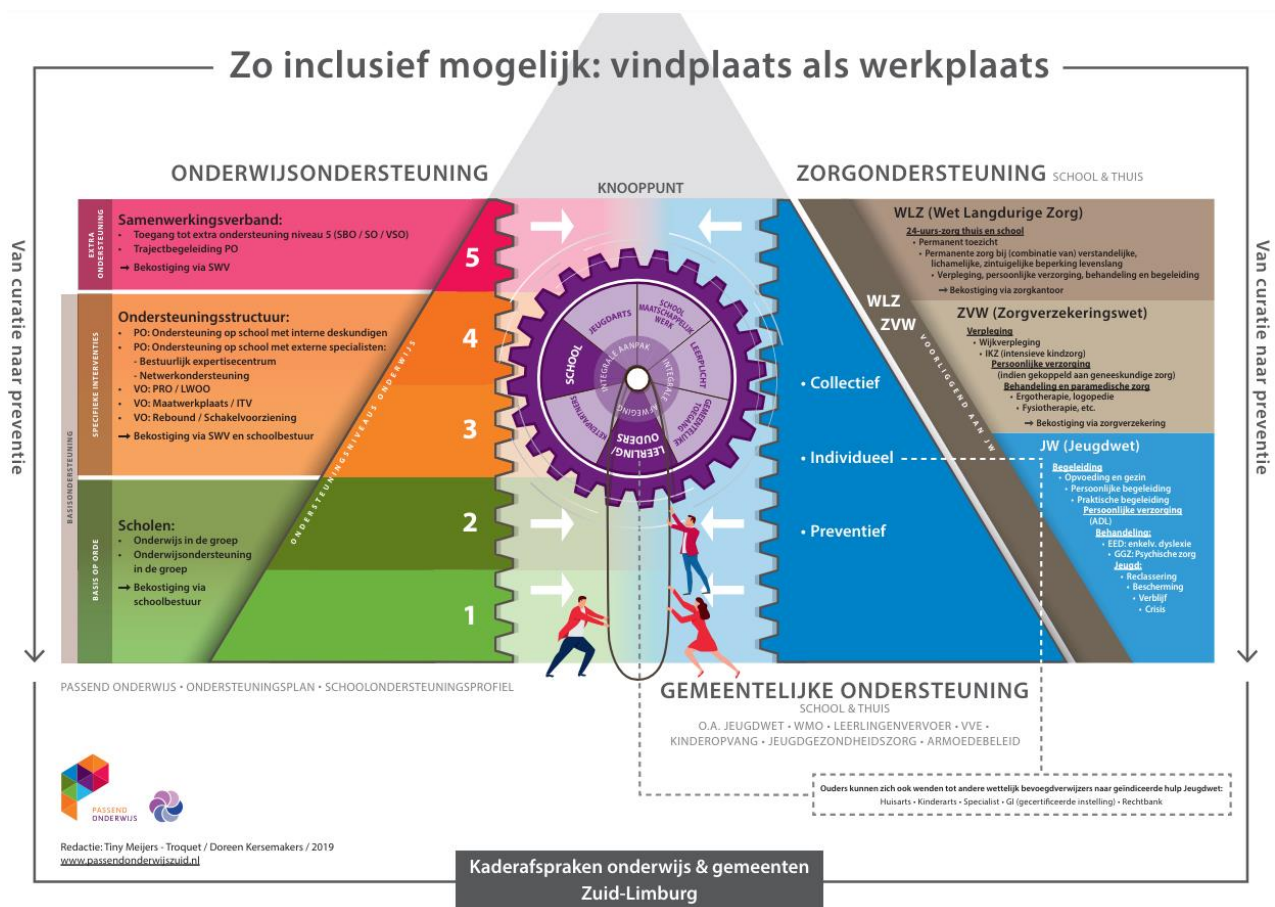 Zo inclusief mogelijk: vindplaats als werkplaats
Van curatie naar preventie
ONDERWIJSONDERSTEUNING
EXTRA
ONDERSTEUNING
Samenwerkingsverband:
• Toegang tot extra ondersteuning niveau 5 (SBO / SO / VSO)
• Trajectbegeleiding PO
→ Bekostiging via SWV
5
BASISONDERSTEUNING
SPECIFIEKE INTERVENTIES
Ondersteuningsstructuur:
• PO: Ondersteuning op school met interne deskundigen
• PO: Ondersteuning op school met externe specialisten:
- Bestuurlijk expertisecentrum
- Netwerkondersteuning
• VO: PRO / LWOO
• VO: Maatwerkplaats / ITV
• VO: Rebound / Schakelvoorziening
→ Bekostiging via SWV en schoolbestuur
4
3
BASIS OP ORDE
Scholen:
• Onderwijs in de groep
• Onderwijsondersteuning
in de groep
→ Bekostiging via
schoolbestuur
2
1
ONDERSTEUNINGSNIVEAUS ONDERWIJS
PASSEND ONDERWIJS • ONDERSTEUNINGSPLAN • SCHOOLONDERSTEUNINGSPROFIEL
KNOOPPUNT
JEUGDARTS
SCHOOL
MAATSCHAPPELIJK
WERK
LEERPLICHT
GEMEENTELIJKE
TOEGANG
LEERLING/
OUDERS
KETENPARTNERS
SCHOOL
INTEGRALE AANPAK
INTEGRALE AFWEGING
ZORGONDERSTEUNING SCHOOL & THUIS
• Collectief
• Individueel
• Preventief
WLZ
ZVW
VOORLIGGEND AAN JW
WLZ (Wet Langdurige Zorg)
24-uurs-zorg thuis en school
• Permanent toezicht
• Permanente zorg bij (combinatie van) verstandelijke,
lichamelijke, zintuigelijke beperking levenslang
• Verpleging, persoonlijke verzorging, behandeling en begeleiding
→ Bekostiging via zorgkantoor
ZVW (Zorgverzekeringswet)
Verpleging
• Wijkverpleging
• IKZ (intensieve kindzorg)
Persoonlijke verzorging
(indien gekoppeld aan geneeskundige zorg)
Behandeling en paramedische zorg
• Ergotherapie, logopedie
• Fysiotherapie, etc.
→ Bekostiging via zorgverzekering
JW (Jeugdwet)
Begeleiding
• Opvoeding en gezin
• Persoonlijke begeleiding
• Praktische begeleiding
Persoonlijke verzorging
(ADL)
Behandeling:
• EED: enkelv. dyslexie
• GGZ: Psychische zorg
Jeugd:
• Reclassering
• Bescherming
• Verblijf
• Crisis
Van curatie naar preventie
GEMEENTELIJKE ONDERSTEUNING
SCHOOL & THUIS
O.A. JEUGDWET • WMO • LEERLINGENVERVOER • VVE •
KINDEROPVANG • JEUGDGEZONDHEIDSZORG • ARMOEDEBELEID
Ouders kunnen zich ook wenden tot andere wettelijk bevoegdverwijzers naar geïndiceerde hulp Jeugdwet:
Huisarts • Kinderarts • Specialist • GI (gecertificeerde instelling) • Rechtbank
PASSEND
ONDERWIJS
Redactie: Tiny Meijers - Troquet / Doreen Kersemakers / 2019
www.passendonderwijszuid.nl
Kaderafspraken onderwijs & gemeenten
Zuid-Limburg